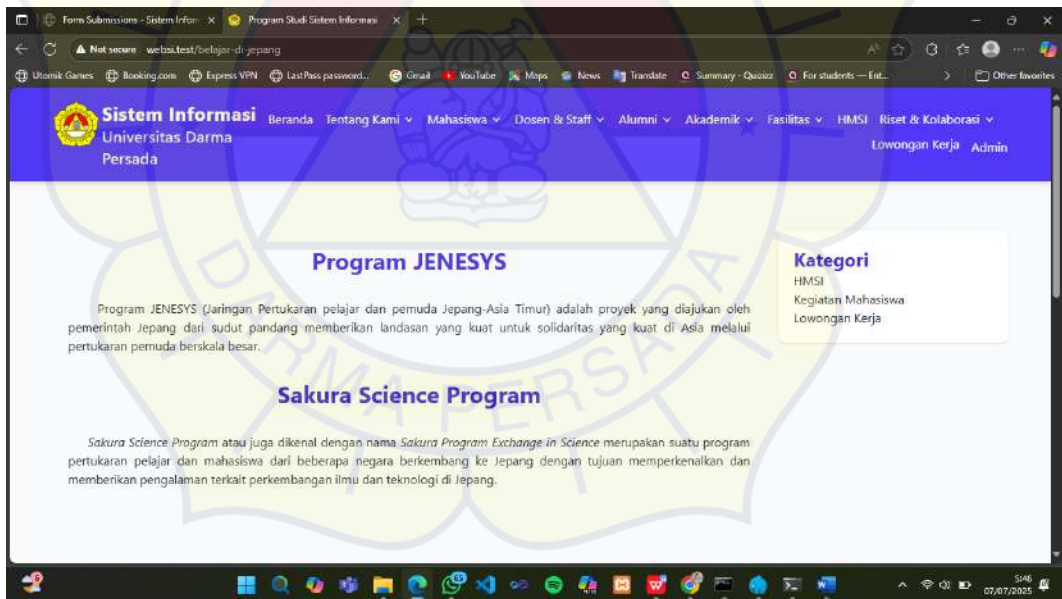 Form Submissions - Sistem Infor
Program Studi Sistem Informasi
Not secure websi.test/belajar-di-jepang
Utomik Games Booking.com Express VPN LastPass password... Gmail YouTube Maps News Translate Summary - Quizizz For students — Ent... Other favorites
Sistem Informasi
Universitas Darma
Persada
Beranda Tentang Kami Mahasiswa Dosen & Staff Alumni Akademik Fasilitas HMSI Riset & Kolaborasi
Lowongan Kerja Admin
Program JENESYS
Program JENESYS (Jaringan Pertukaran pelajar dan pemuda Jepang-Asia Timur) adalah proyek yang diajukan oleh
pemerintah Jepang dari sudut pandang memberikan landasan yang kuat untuk solidaritas yang kuat di Asia melalui
pertukaran pemuda berskala besar.
Sakura Science Program
Sakura Science Program atau juga dikenal dengan nama Sakura Program Exchange in Science merupakan suatu program
pertukaran pelajar dan mahasiswa dari beberapa negara berkembang ke Jepang dengan tujuan memperkenalkan dan
memberikan pengalaman terkait perkembangan ilmu dan teknologi di Jepang.
Kategori
HMSI
Kegiatan Mahasiswa
Lowongan Kerja
DARMA PERSADA
5:46
07/07/2025